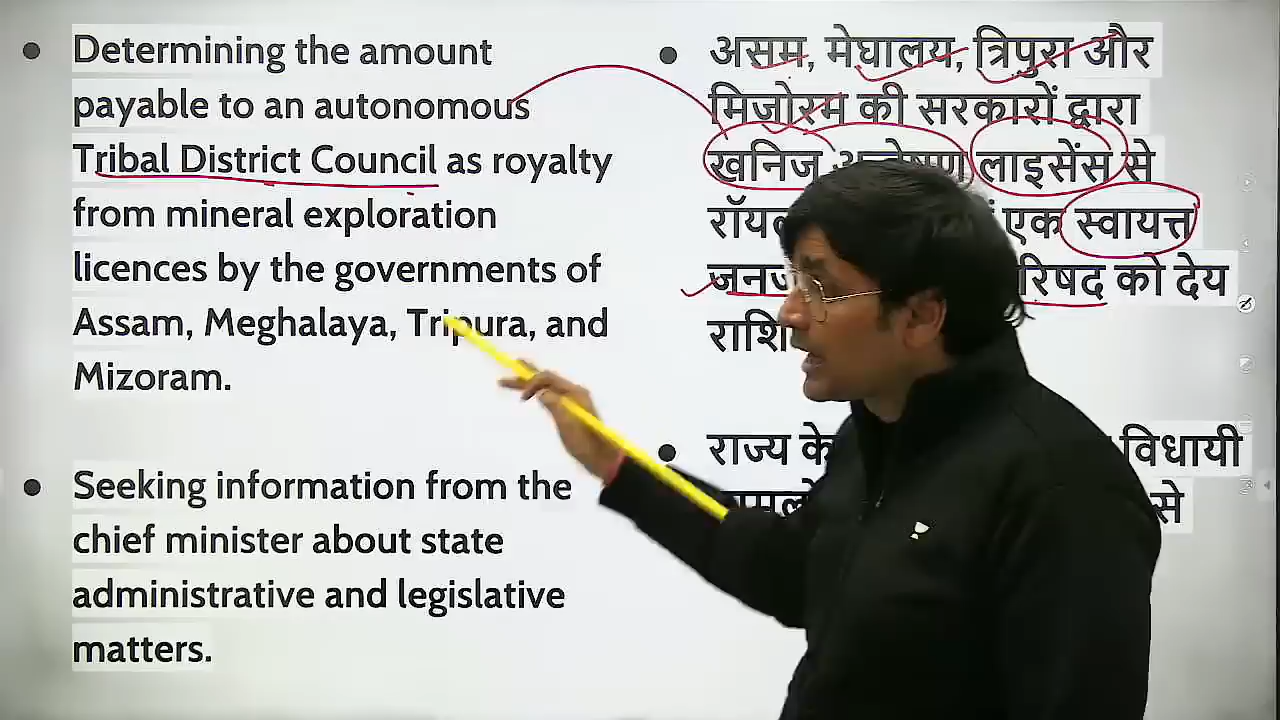 Determining the amount
payable to an autonomous
Tribal District Council as royalty
from mineral exploration
licences by the governments of
Assam, Meghalaya, Tripura, and
Mizoram.
Seeking information from the
chief minister about state
administrative and legislative
matters.
असम, मेघालय, त्रिपुरा और
मिजोरम की सरकारों द्वारा
खनिज लाइसेंस से
एक स्वायत्त
को देय
राशि
राज्य के विधायी
से